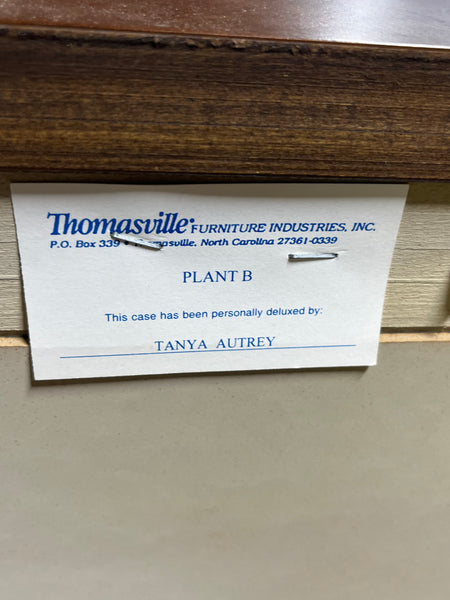 Thomasville FURNITURE INDUSTRIES, INC.
P.O. Box 339 • Thomasville, North Carolina 27361-0339
PLANT B
This case has been personally deluxed by:
TANYA AUTREY